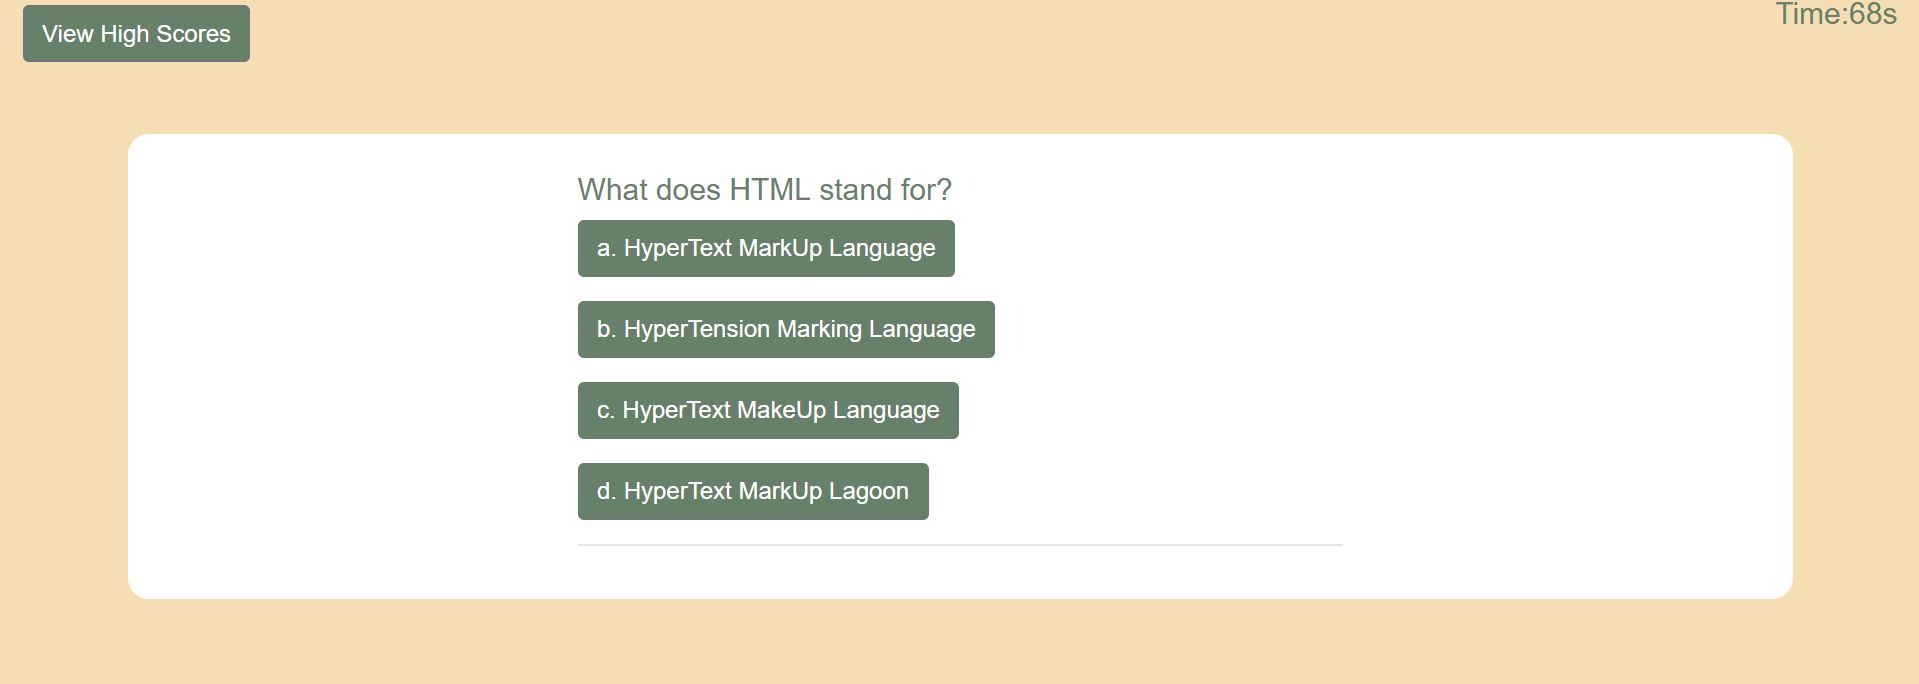 View High Scores
Time:68s
What does HTML stand for?
a. HyperText MarkUp Language
b. HyperTension Marking Language
c. HyperText MakeUp Language
d. HyperText MarkUp Lagoon